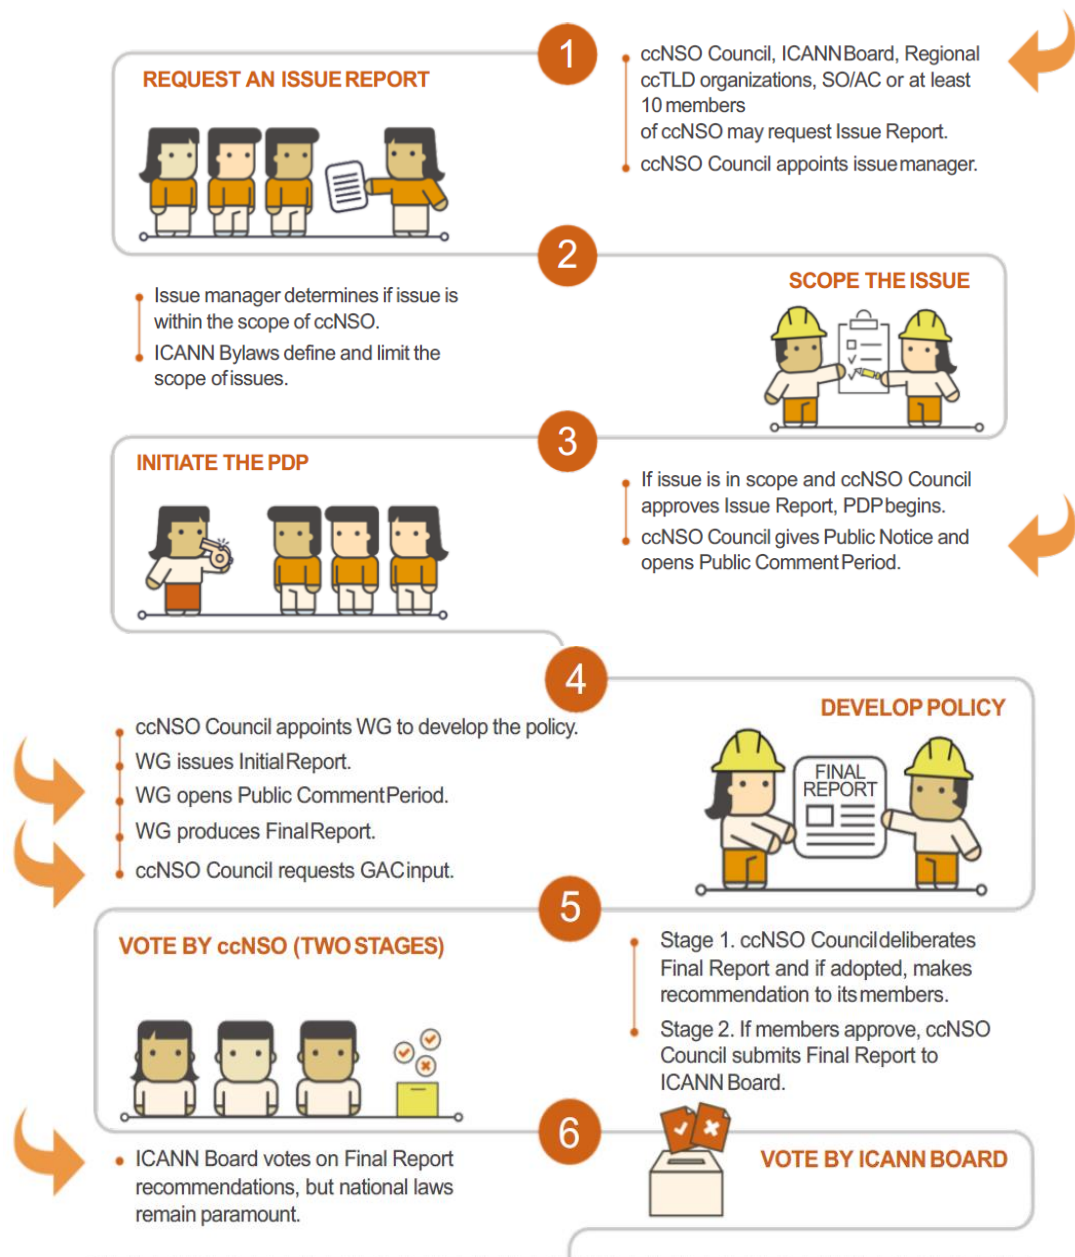 1
REQUEST AN ISSUE REPORT
ccNSO Council, ICANN Board, Regional
ccTLD organizations, SO/AC or at least
10 members
of ccNSO may request Issue Report.
ccNSO Council appoints issue manager.
2
SCOPE THE ISSUE
Issue manager determines if issue is
within the scope of ccNSO.
ICANN Bylaws define and limit the
scope of issues.
3
INITIATE THE PDP
If issue is in scope and ccNSO Council
approves Issue Report, PDP begins.
ccNSO Council gives Public Notice and
opens Public Comment Period.
4
DEVELOP POLICY
ccNSO Council appoints WG to develop the policy.
WG issues Initial Report.
WG opens Public Comment Period.
WG produces Final Report.
ccNSO Council requests GAC input.
FINAL
REPORT
5
VOTE BY ccNSO (TWO STAGES)
Stage 1. ccNSO Council deliberates
Final Report and if adopted, makes
recommendation to its members.
Stage 2. If members approve, ccNSO
Council submits Final Report to
ICANN Board.
6
VOTE BY ICANN BOARD
ICANN Board votes on Final Report
recommendations, but national laws
remain paramount.